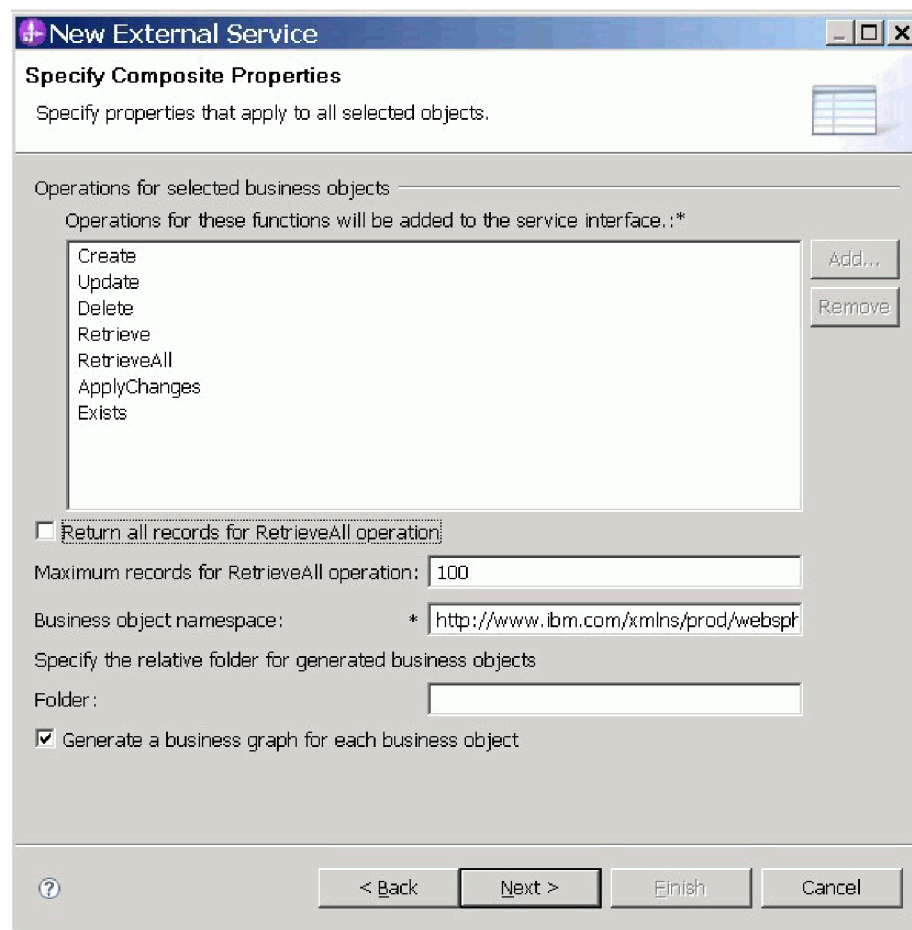 New External Service
Specify Composite Properties
Specify properties that apply to all selected objects.
Operations for selected business objects
Operations for these functions will be added to the service interface.:*
Create
Update
Delete
Retrieve
RetrieveAll
ApplyChanges
Exists
Add...
Remove
Return all records for RetrieveAll operation
Maximum records for RetrieveAll operation: 100
Business object namespace: * http://www.ibm.com/xmlns/prod/websph
Specify the relative folder for generated business objects
Folder:
Generate a business graph for each business object
< Back
Next >
Finish
Cancel